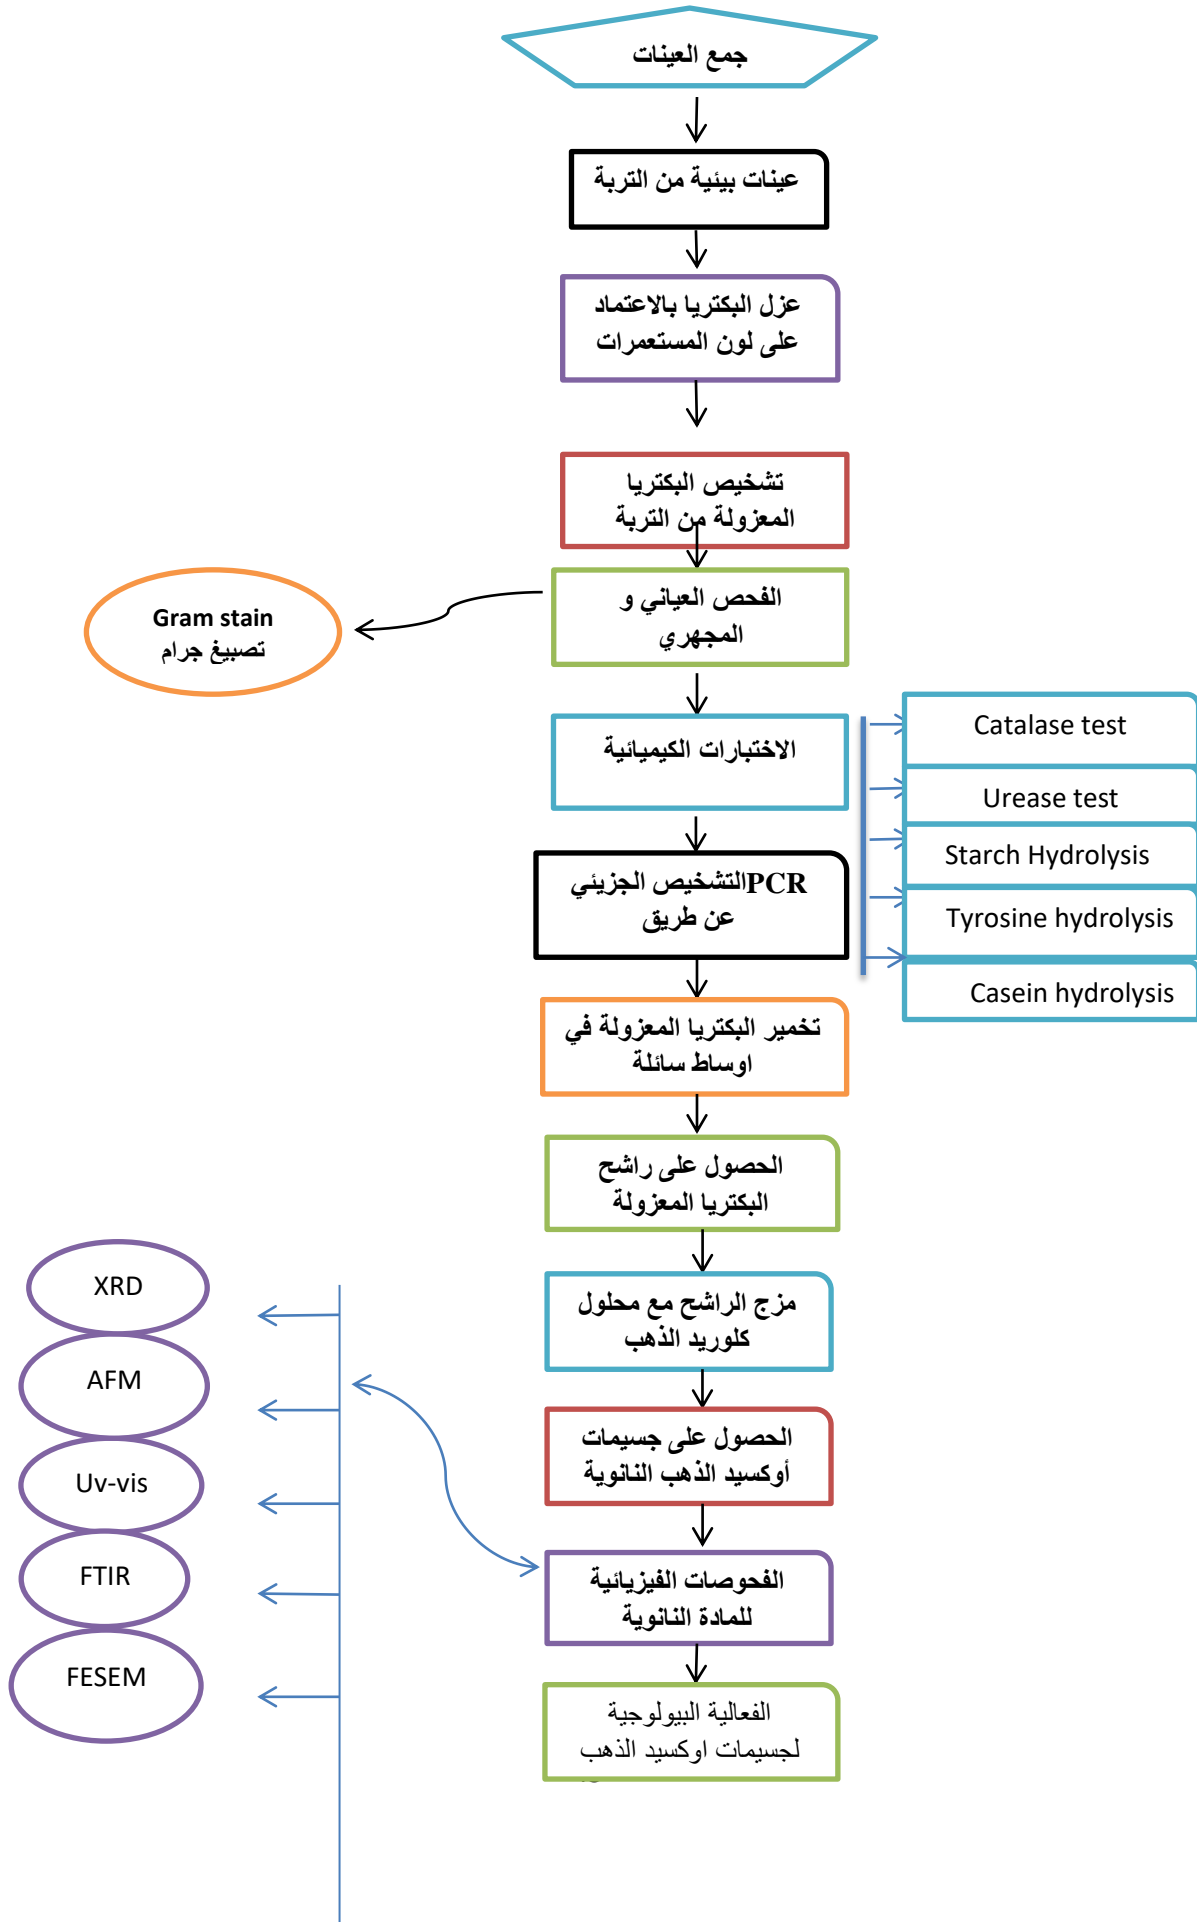 جمع العينات
عينات بيئية من التربة
عزل البكتريا بالاعتماد
على لون المستعمرات
تشخيص البكتريا
المعزولة من التربة
الفحص العياني و
المجهري
Gram stain
تصبيغ جرام
الاختبارات الكيميائية
Catalase test
Urease test
Starch Hydrolysis
Tyrosine hydrolysis
Casein hydrolysis
PCRالتشخيص الجزيئي
عن طريق
تخمير البكتريا المعزولة في
اوساط سائلة
الحصول على راشح
البكتريا المعزولة
مزج الراشح مع محلول
كلوريد الذهب
الحصول على جسيمات
أوكسيد الذهب النانوية
الفحوصات الفيزيائية
للمادة النانوية
XRD
AFM
Uv-vis
FTIR
FESEM
الفعالية البيولوجية
لجسيمات اوكسيد الذهب